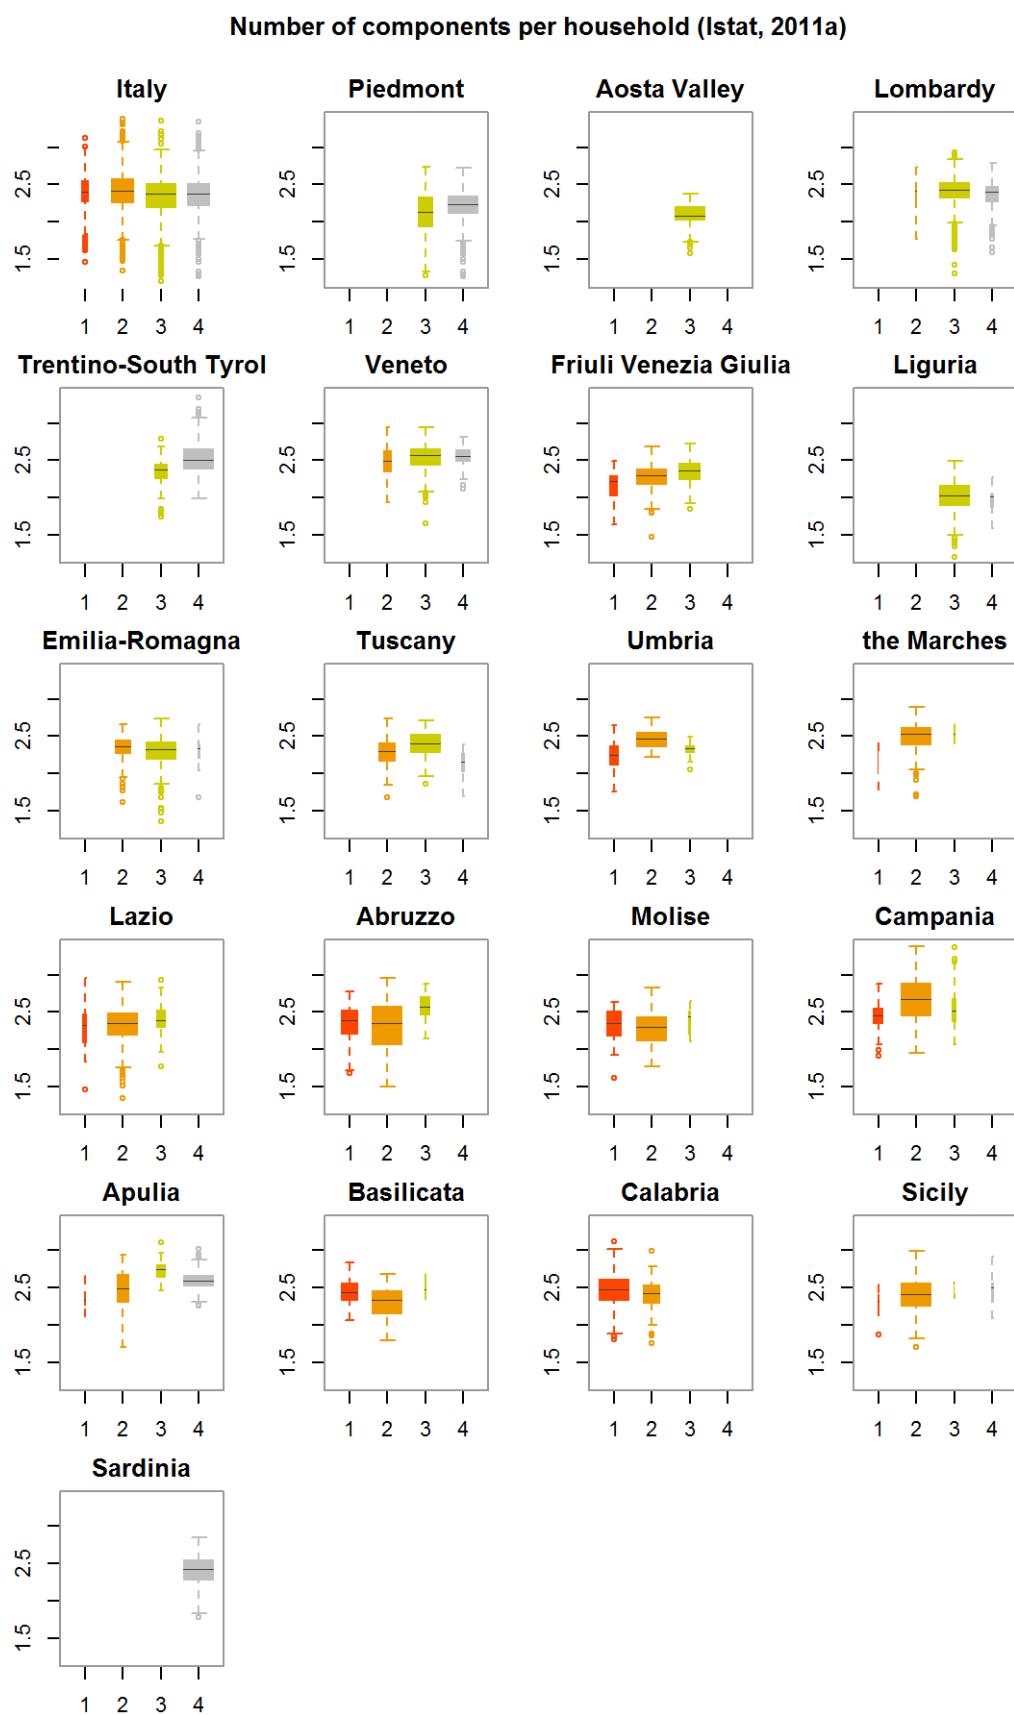 Number of components per household (Istat, 2011a)
Italy Piedmont Aosta Valley Lombardy
2.5 2.5 2.5 2.5
1.5 1.5 1.5 1.5
1 2 3 4 1 2 3 4 1 2 3 4 1 2 3 4
Trentino-South Tyrol Veneto Friuli Venezia Giulia Liguria
2.5 2.5 2.5 2.5
1.5 1.5 1.5 1.5
1 2 3 4 1 2 3 4 1 2 3 4 1 2 3 4
Emilia-Romagna Tuscany Umbria the Marches
2.5 2.5 2.5 2.5
1.5 1.5 1.5 1.5
1 2 3 4 1 2 3 4 1 2 3 4 1 2 3 4
Lazio Abruzzo Molise Campania
2.5 2.5 2.5 2.5
1.5 1.5 1.5 1.5
1 2 3 4 1 2 3 4 1 2 3 4 1 2 3 4
Apulia Basilicata Calabria Sicily
2.5 2.5 2.5 2.5
1.5 1.5 1.5 1.5
1 2 3 4 1 2 3 4 1 2 3 4 1 2 3 4
Sardinia
2.5
1.5
1 2 3 4